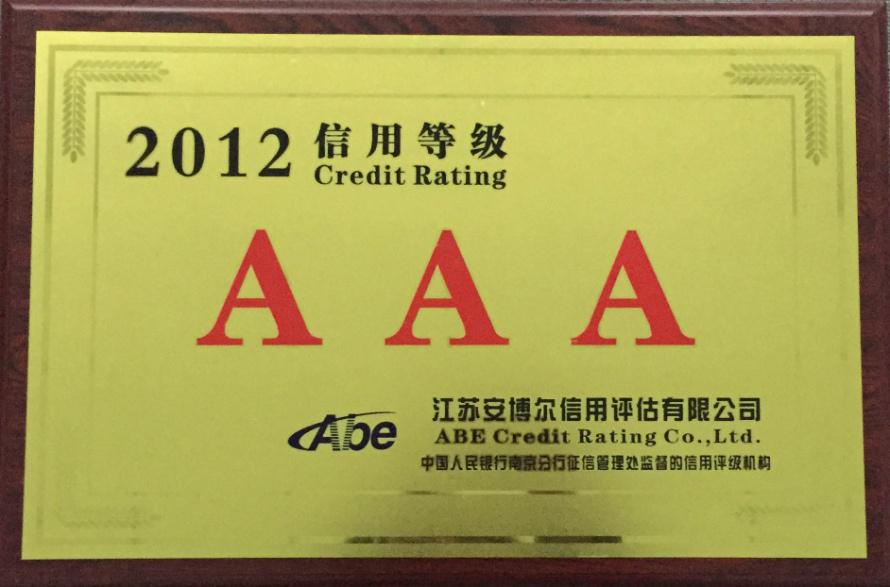 2012 信用等级
Credit Rating
A A A
Abe
江苏安博尔信用评估有限公司
ABE Credit Rating Co.,Ltd.
中国人民银行南京分行征信管理处监督的信用评级机构